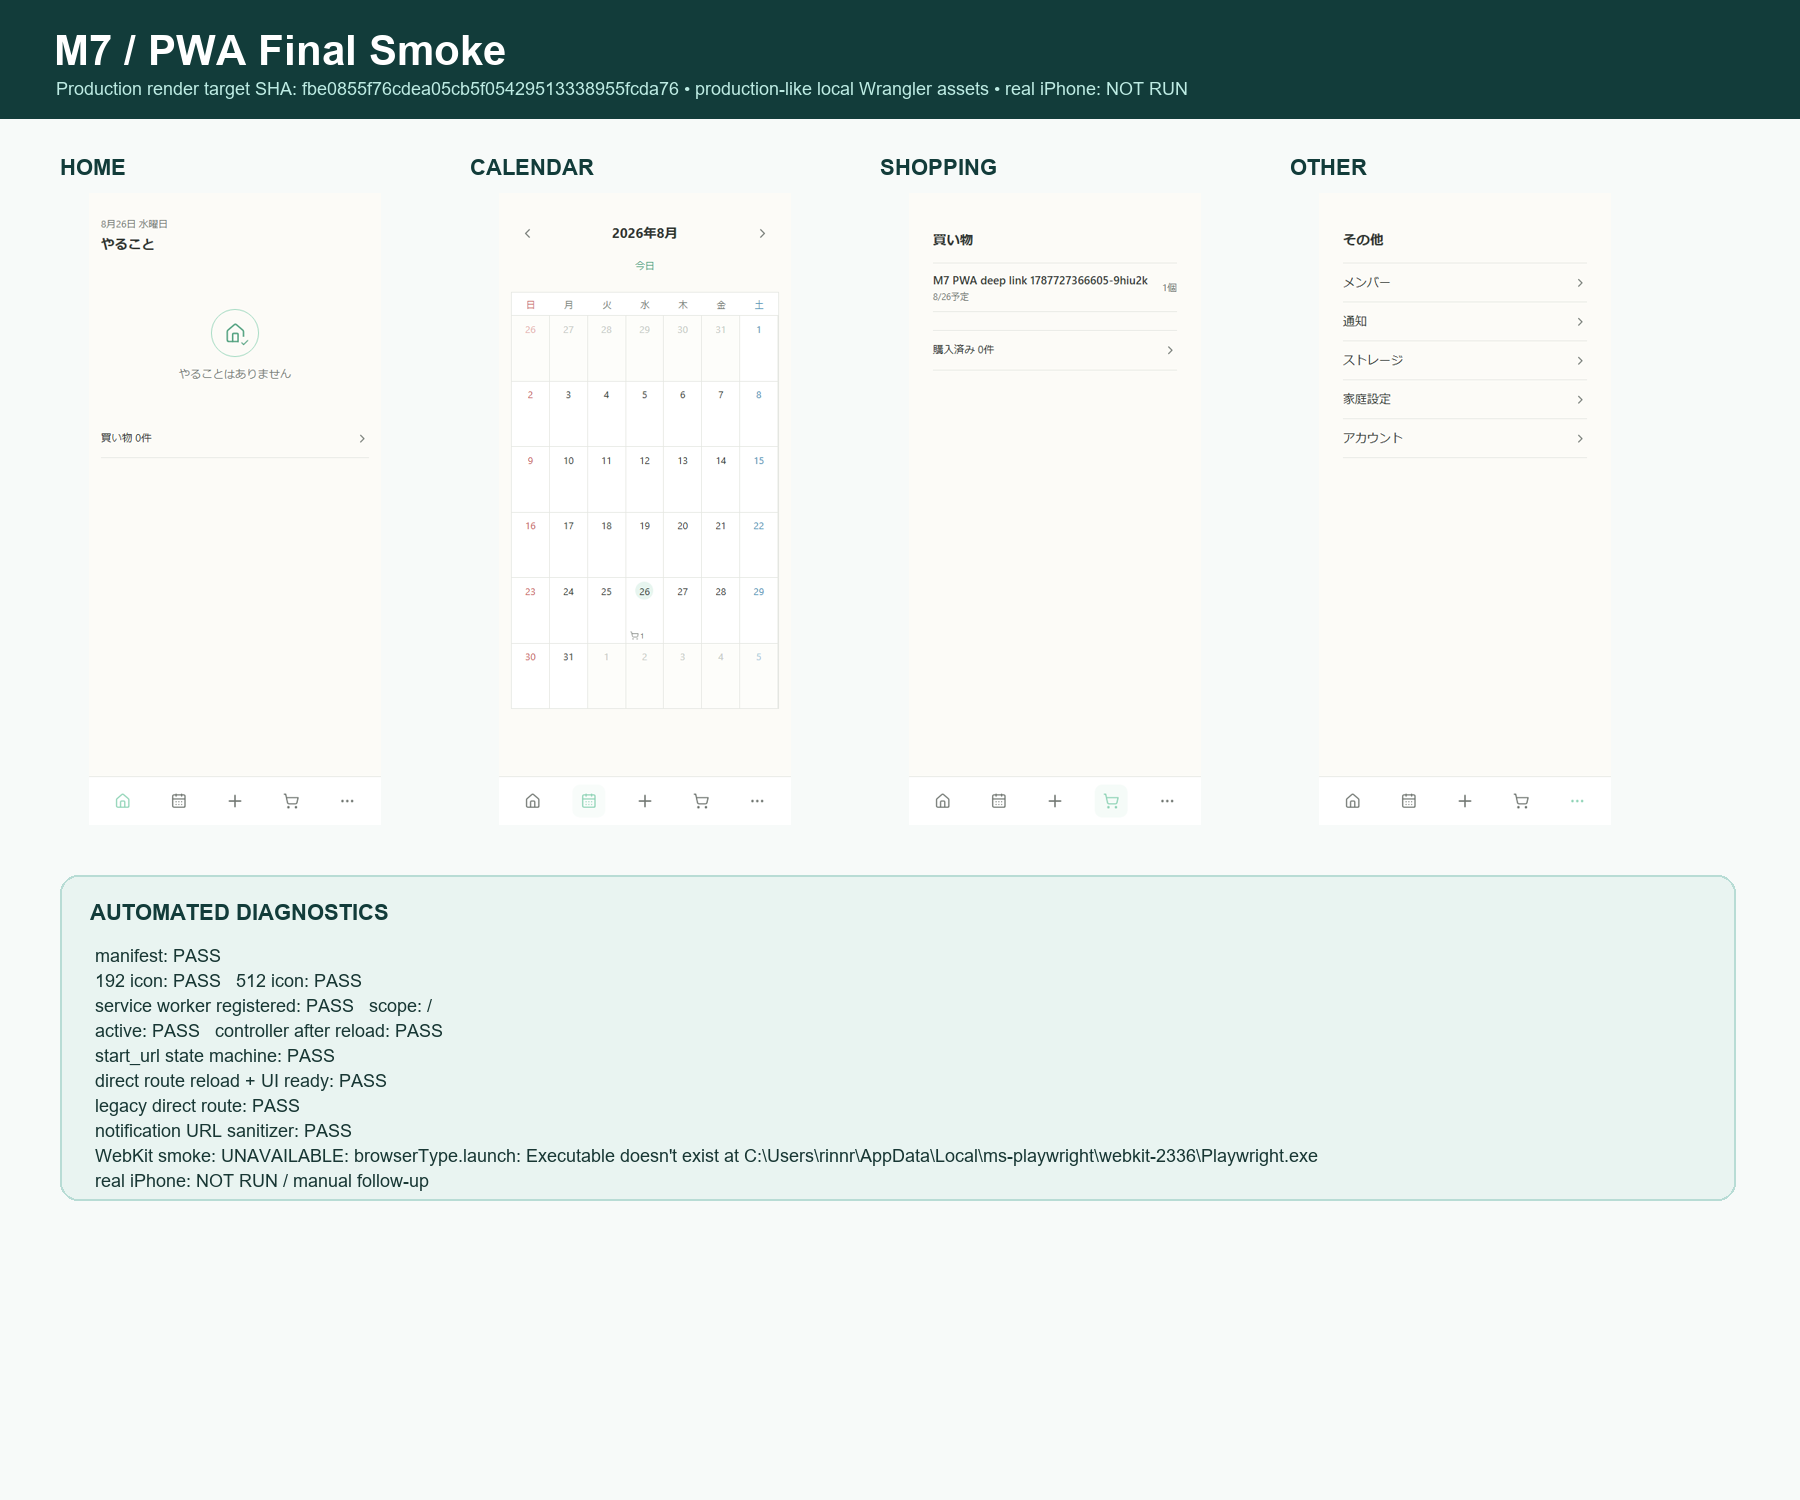 M7 / PWA Final Smoke
Production render target SHA: fbe0855f76cdea05cb5f05429513338955fcda76 • production-like local Wrangler assets • real iPhone: NOT RUN
HOME
8月26日 水曜日
やること
やることはありません
買い物 0件
CALENDAR
2026年8月
今日
日 月 火 水 木 金 土
26 27 28 29 30 31 1
2 3 4 5 6 7 8
9 10 11 12 13 14 15
16 17 18 19 20 21 22
23 24 25 26 27 28 29
1
30 31 1 2 3 4 5
SHOPPING
買い物
M7 PWA deep link 1787727366605-9hiu2k 1個
8/26予定
購入済み 0件
OTHER
その他
メンバー
通知
ストレージ
家庭設定
アカウント
AUTOMATED DIAGNOSTICS
manifest: PASS
192 icon: PASS 512 icon: PASS
service worker registered: PASS scope: /
active: PASS controller after reload: PASS
start_url state machine: PASS
direct route reload + UI ready: PASS
legacy direct route: PASS
notification URL sanitizer: PASS
WebKit smoke: UNAVAILABLE: browserType.launch: Executable doesn't exist at C:\Users\rinnr\AppData\Local\ms-playwright\webkit-2336\Playwright.exe
real iPhone: NOT RUN / manual follow-up